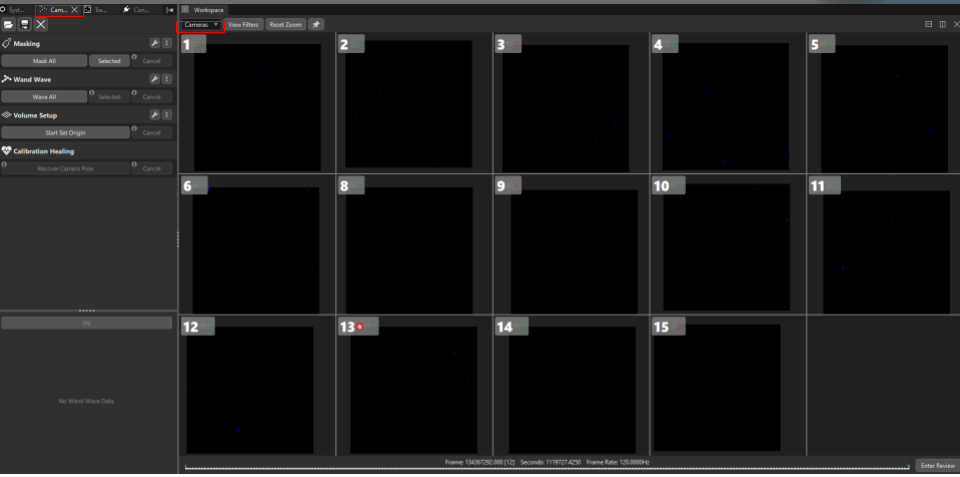 Syst... Cam... Tra... Con...
Workspace
Cameras View Filters Reset Zoom
Masking
Mask All Selected Cancel
Wand Wave
Wave All Selected Cancel
Volume Setup
Start Set Origin Cancel
Calibration Healing
Recover Camera Pose Cancel
0%
No Wand Wave Data.
1 2 3 4 5
6 8 9 10 11
12 13 14 15
Frame: 134367292.000 [12] Seconds: 1119727.4250 Frame Rate: 120.0000Hz
Enter Review